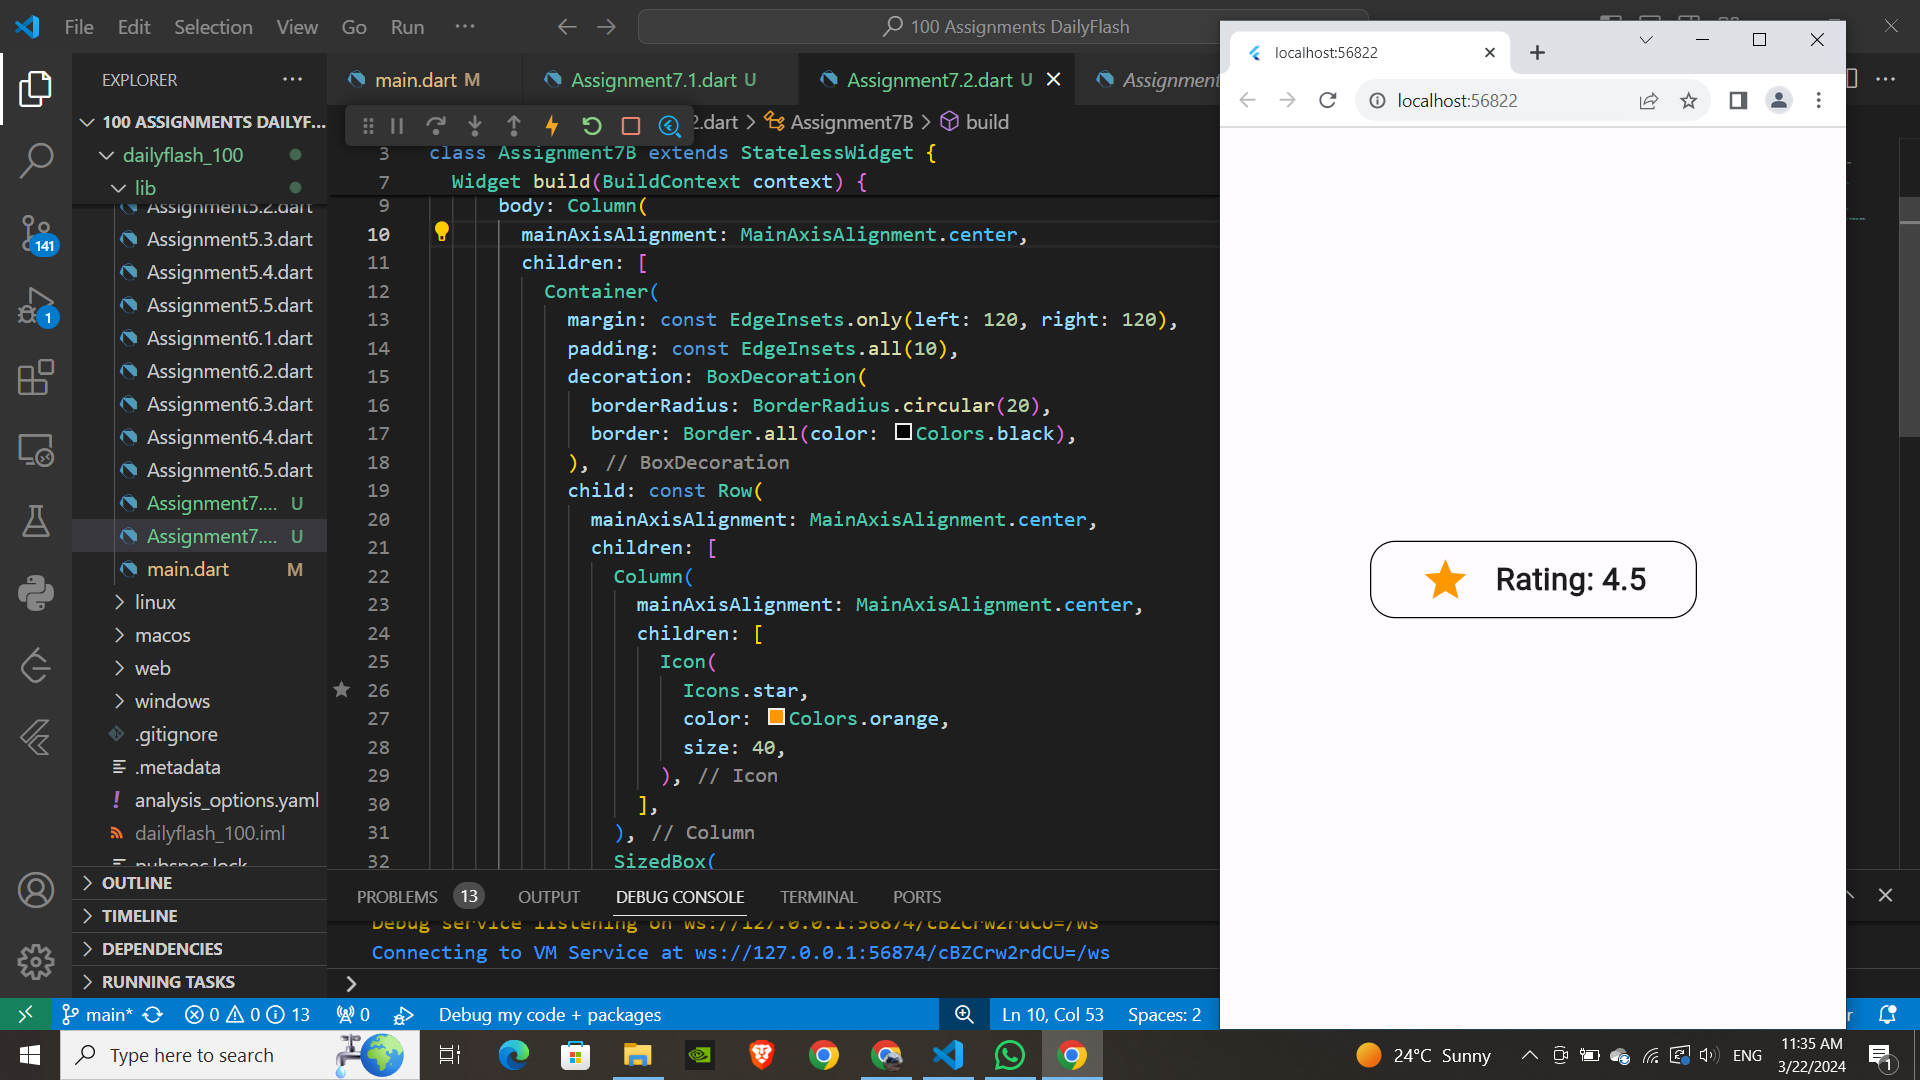 File Edit Selection View Go Run ··· 100 Assignments DailyFlash
EXPLORER
100 ASSIGNMENTS DAILYF...
dailyflash_100
lib
Assignment5.2.dart
Assignment5.3.dart
Assignment5.4.dart
Assignment5.5.dart
Assignment6.1.dart
Assignment6.2.dart
Assignment6.3.dart
Assignment6.4.dart
Assignment6.5.dart
Assignment7.... U
Assignment7.... U
main.dart M
linux
macos
web
windows
.gitignore
.metadata
analysis_options.yaml
dailyflash_100.iml
pubspec.lock
OUTLINE
TIMELINE
DEPENDENCIES
RUNNING TASKS
141
1
main.dart M Assignment7.1.dart U Assignment7.2.dart U Assignment
2.dart > Assignment7B > build
3 class Assignment7B extends StatelessWidget {
7 Widget build(BuildContext context) {
9 body: Column(
10 mainAxisAlignment: MainAxisAlignment.center,
11 children: [
12 Container(
13 margin: const EdgeInsets.only(left: 120, right: 120),
14 padding: const EdgeInsets.all(10),
15 decoration: BoxDecoration(
16 borderRadius: BorderRadius.circular(20),
17 border: Border.all(color: Colors.black),
18 ), // BoxDecoration
19 child: const Row(
20 mainAxisAlignment: MainAxisAlignment.center,
21 children: [
22 Column(
23 mainAxisAlignment: MainAxisAlignment.center,
24 children: [
25 Icon(
26 Icons.star,
27 color: Colors.orange,
28 size: 40,
29 ), // Icon
30 ],
31 ), // Column
32 SizedBox(
PROBLEMS 13 OUTPUT DEBUG CONSOLE TERMINAL PORTS
Debug service listening on ws://127.0.0.1:56874/cBZCrw2rdCU=/ws
Connecting to VM Service at ws://127.0.0.1:56874/cBZCrw2rdCU=/ws
localhost:56822
localhost:56822
Rating: 4.5
main* 0 0 13 0 Debug my code + packages Ln 10, Col 53 Spaces: 2
Type here to search
24°C Sunny ENG
11:35 AM
3/22/2024
1